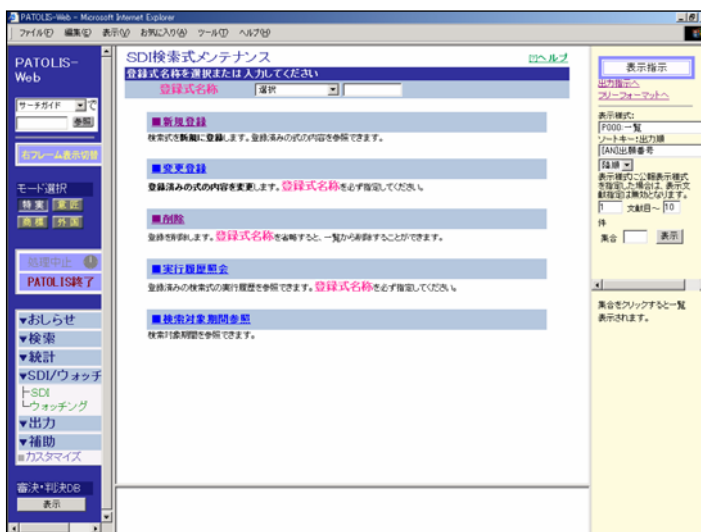 PATOLIS-Web - Microsoft Internet Explorer
ファイル(F) 編集(E) 表示(V) お気に入り(A) ツール(T) ヘルプ(H)
PATOLIS-
Web
サーチガイド で
参照
右フレーム表示切替
モード選択
特実 意匠
商標 外国
処理中止
PATOLIS終了
▼おしらせ
▼検索
▼統計
▼SDI/ウォッチ
├SDI
└ウォッチング
▼出力
▼補助
■カスタマイズ
審決・判決DB
表示
SDI検索式メンテナンス
ヘルプ
登録式名称を選択または入力してください
登録式名称 選択
■新規登録
検索式を新規に登録します。登録済みの式の内容を参照できます。
■変更登録
登録済みの式の内容を変更します。登録式名称を必ず指定してください。
■削除
登録を削除します。登録式名称を省略すると、一覧から削除することができます。
■実行履歴照会
登録済みの検索式の実行履歴を参照できます。登録式名称を必ず指定してください。
■検索対象期間参照
検索対象期間を参照できます。
表示指示
出力指示へ
フリーフォーマットへ
表示様式:
P000:一覧
ソートキー:出力順
[AN]出願番号
降順
表示様式に公報表示様式
を指定した場合は、表示文
献指定は無効となります。
1 文献目～ 10
件
集合 表示
集合をクリックすると一覧
表示されます。